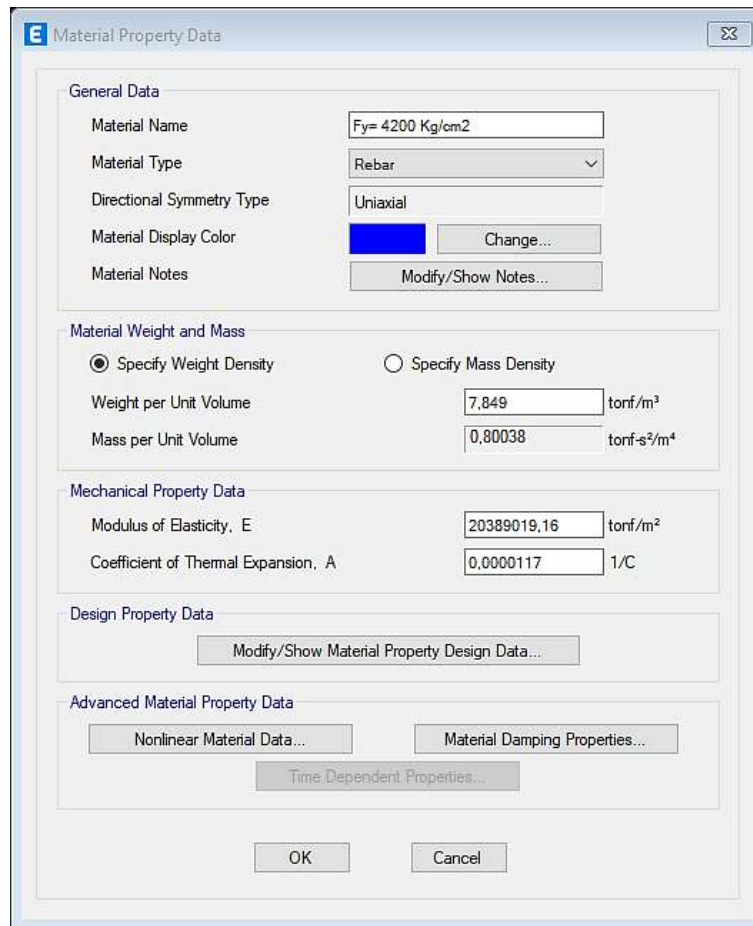 E Material Property Data
General Data
Material Name Fy= 4200 Kg/cm2
Material Type Rebar
Directional Symmetry Type Uniaxial
Material Display Color Change...
Material Notes Modify/Show Notes...
Material Weight and Mass
Specify Weight Density Specify Mass Density
Weight per Unit Volume 7,849 tonf/m³
Mass per Unit Volume 0,80038 tonf-s²/m⁴
Mechanical Property Data
Modulus of Elasticity, E 20389019,16 tonf/m²
Coefficient of Thermal Expansion, A 0,0000117 1/C
Design Property Data
Modify/Show Material Property Design Data...
Advanced Material Property Data
Nonlinear Material Data... Material Damping Properties...
Time Dependent Properties...
OK Cancel